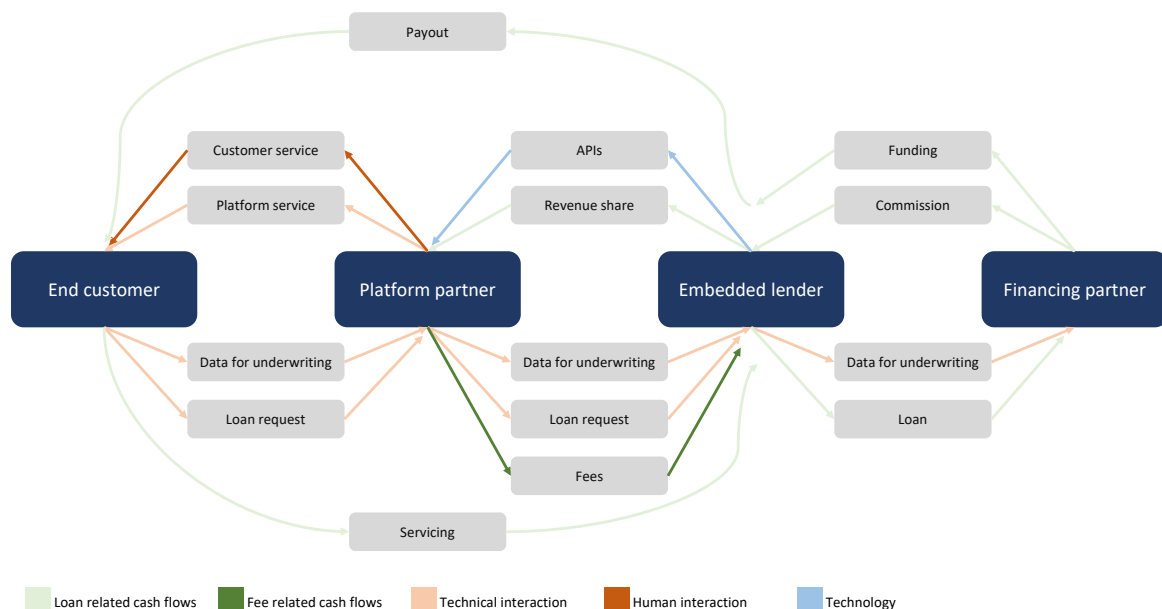 Payout
Customer service
APIs
Funding
Platform service
Revenue share
Commission
End customer
Platform partner
Embedded lender
Financing partner
Data for underwriting
Data for underwriting
Data for underwriting
Loan request
Loan request
Loan
Fees
Servicing
Loan related cash flows
Fee related cash flows
Technical interaction
Human interaction
Technology